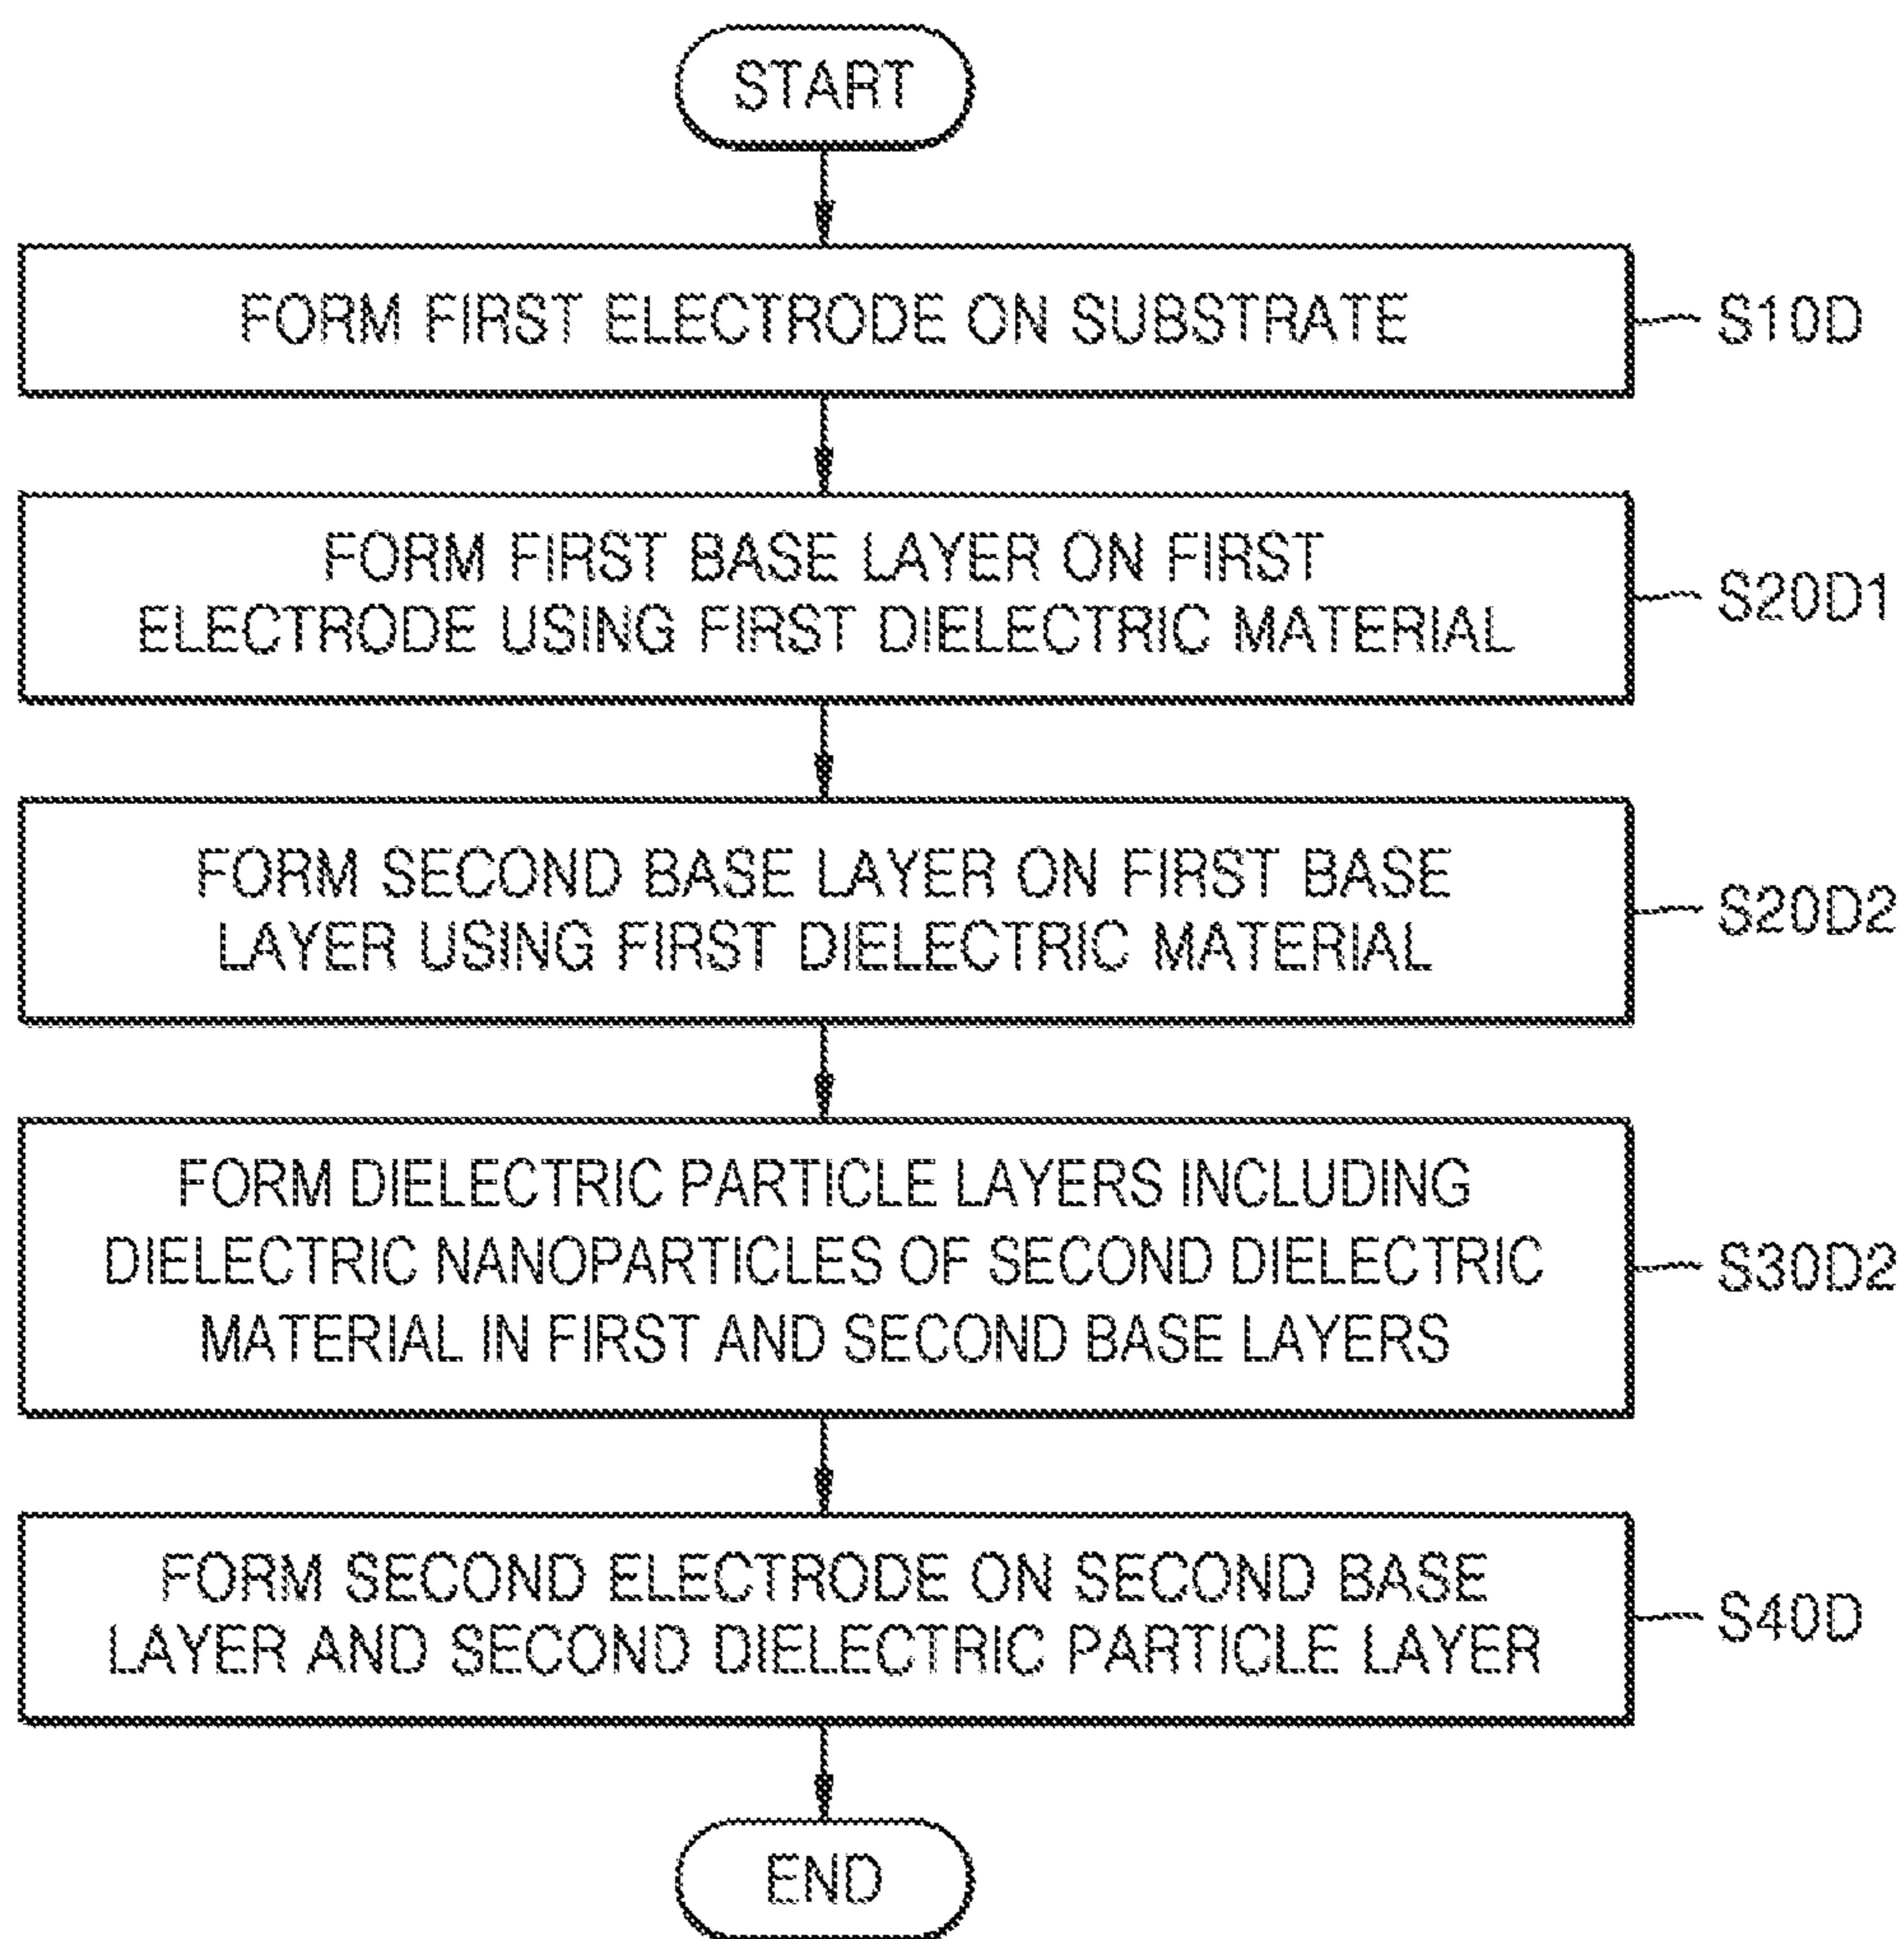 START
FORM FIRST ELECTRODE ON SUBSTRATE
S10D
FORM FIRST BASE LAYER ON FIRST
ELECTRODE USING FIRST DIELECTRIC MATERIAL
S20D1
FORM SECOND BASE LAYER ON FIRST BASE
LAYER USING FIRST DIELECTRIC MATERIAL
S20D2
FORM DIELECTRIC PARTICLE LAYERS INCLUDING
DIELECTRIC NANOPARTICLES OF SECOND DIELECTRIC
MATERIAL IN FIRST AND SECOND BASE LAYERS
S30D2
FORM SECOND ELECTRODE ON SECOND BASE
LAYER AND SECOND DIELECTRIC PARTICLE LAYER
S40D
END